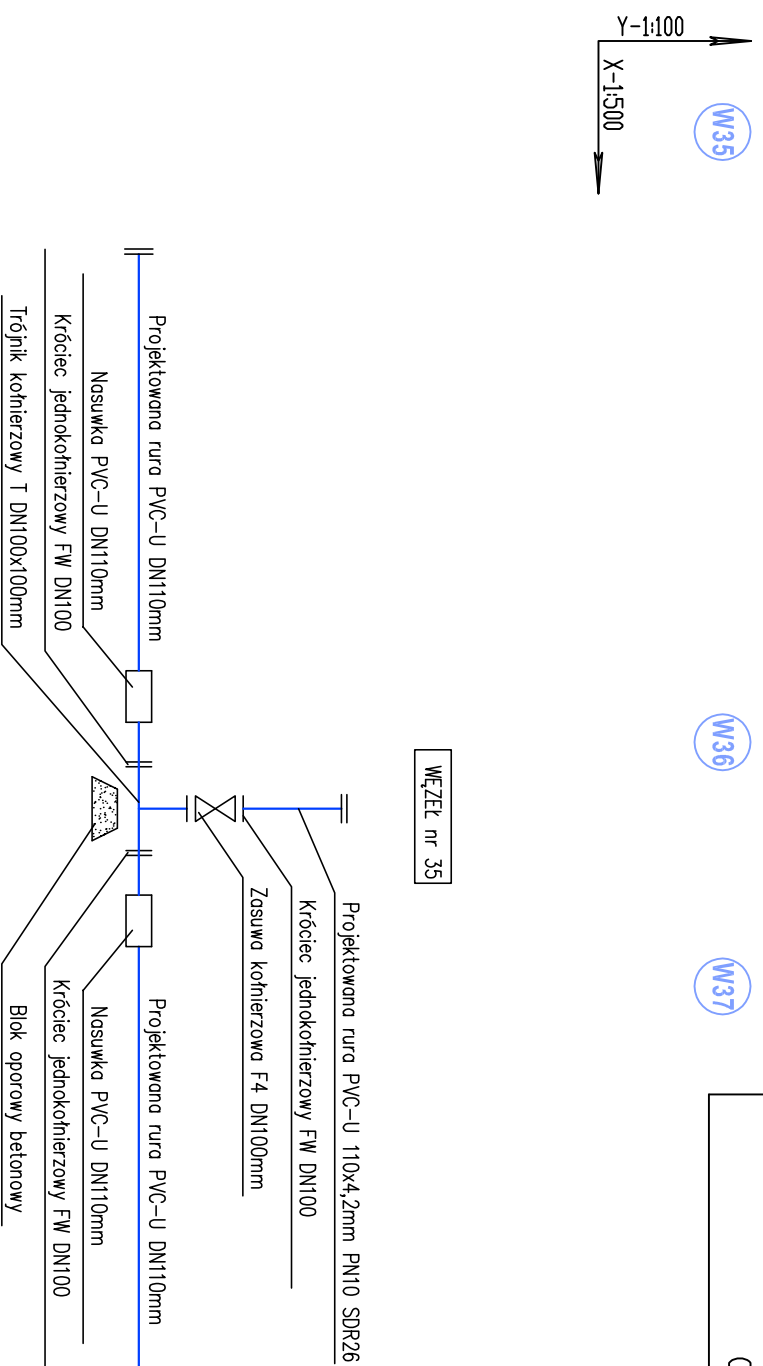 Y-1:100
X-1:500
W35
W36
W37
WĘZEŁ nr 35
Projektowana rura PVC-U 110x4,2mm PN10 SDR26
Króciec jednokołnierzowy FW DN100
Zasuwa kołnierzowa F4 DN100mm
Projektowana rura PVC-U DN110mm
Projektowana rura PVC-U DN110mm
Nasuwka PVC-U DN110mm
Nasuwka PVC-U DN110mm
Króciec jednokołnierzowy FW DN100
Króciec jednokołnierzowy FW DN100
Trójnik kołnierzowy T DN100x100mm
Blok oporowy betonowy